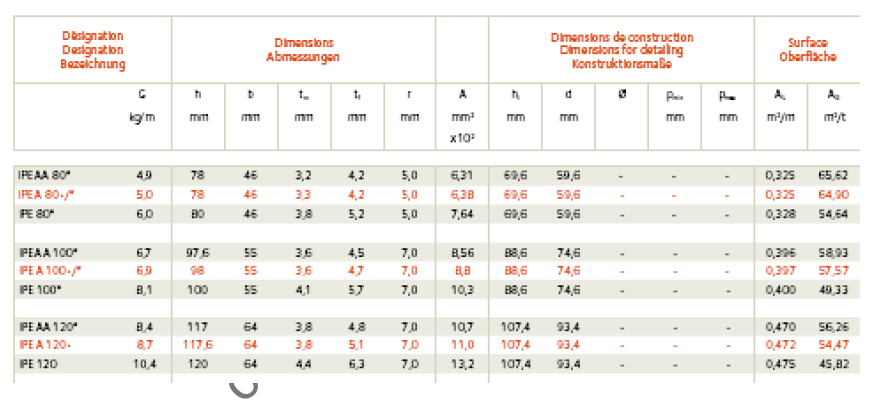 Désignation
Designation
Bezeichnung
Dimensions
Abmessungen
Dimensions de construction
Dimensions for detailing
Konstruktionsmaße
Surface
Oberfläche
G h b t t r A h d Ø A A
kg/m mm mm mm mm mm mm² mm mm mm mm m²/m m²/t
x10²
IPE AA 80* 4,9 78 46 3,2 4,2 5,0 6,31 69,6 59,6 - - - 0,325 65,62
IPE A 80•/* 5,0 78 46 3,3 4,2 5,0 6,38 69,6 59,6 - - - 0,325 64,90
IPE 80* 6,0 80 46 3,8 5,2 5,0 7,64 69,6 59,6 - - - 0,328 54,64
IPE AA 100* 6,7 97,6 55 3,6 4,5 7,0 8,56 88,6 74,6 - - - 0,396 58,93
IPE A 100•/* 6,9 98 55 3,6 4,7 7,0 8,8 88,6 74,6 - - - 0,397 57,57
IPE 100* 8,1 100 55 4,1 5,7 7,0 10,3 88,6 74,6 - - - 0,400 49,33
IPE AA 120* 8,4 117 64 3,8 4,8 7,0 10,7 107,4 93,4 - - - 0,470 56,26
IPE A 120• 8,7 117,6 64 3,8 5,1 7,0 11,0 107,4 93,4 - - - 0,472 54,47
IPE 120 10,4 120 64 4,4 6,3 7,0 13,2 107,4 93,4 - - - 0,475 45,82